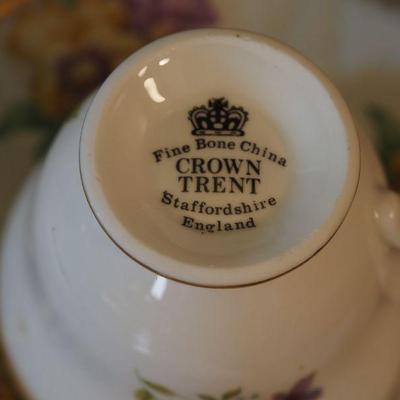 Fine Bone China
CROWN
TRENT
Staffordshire
England